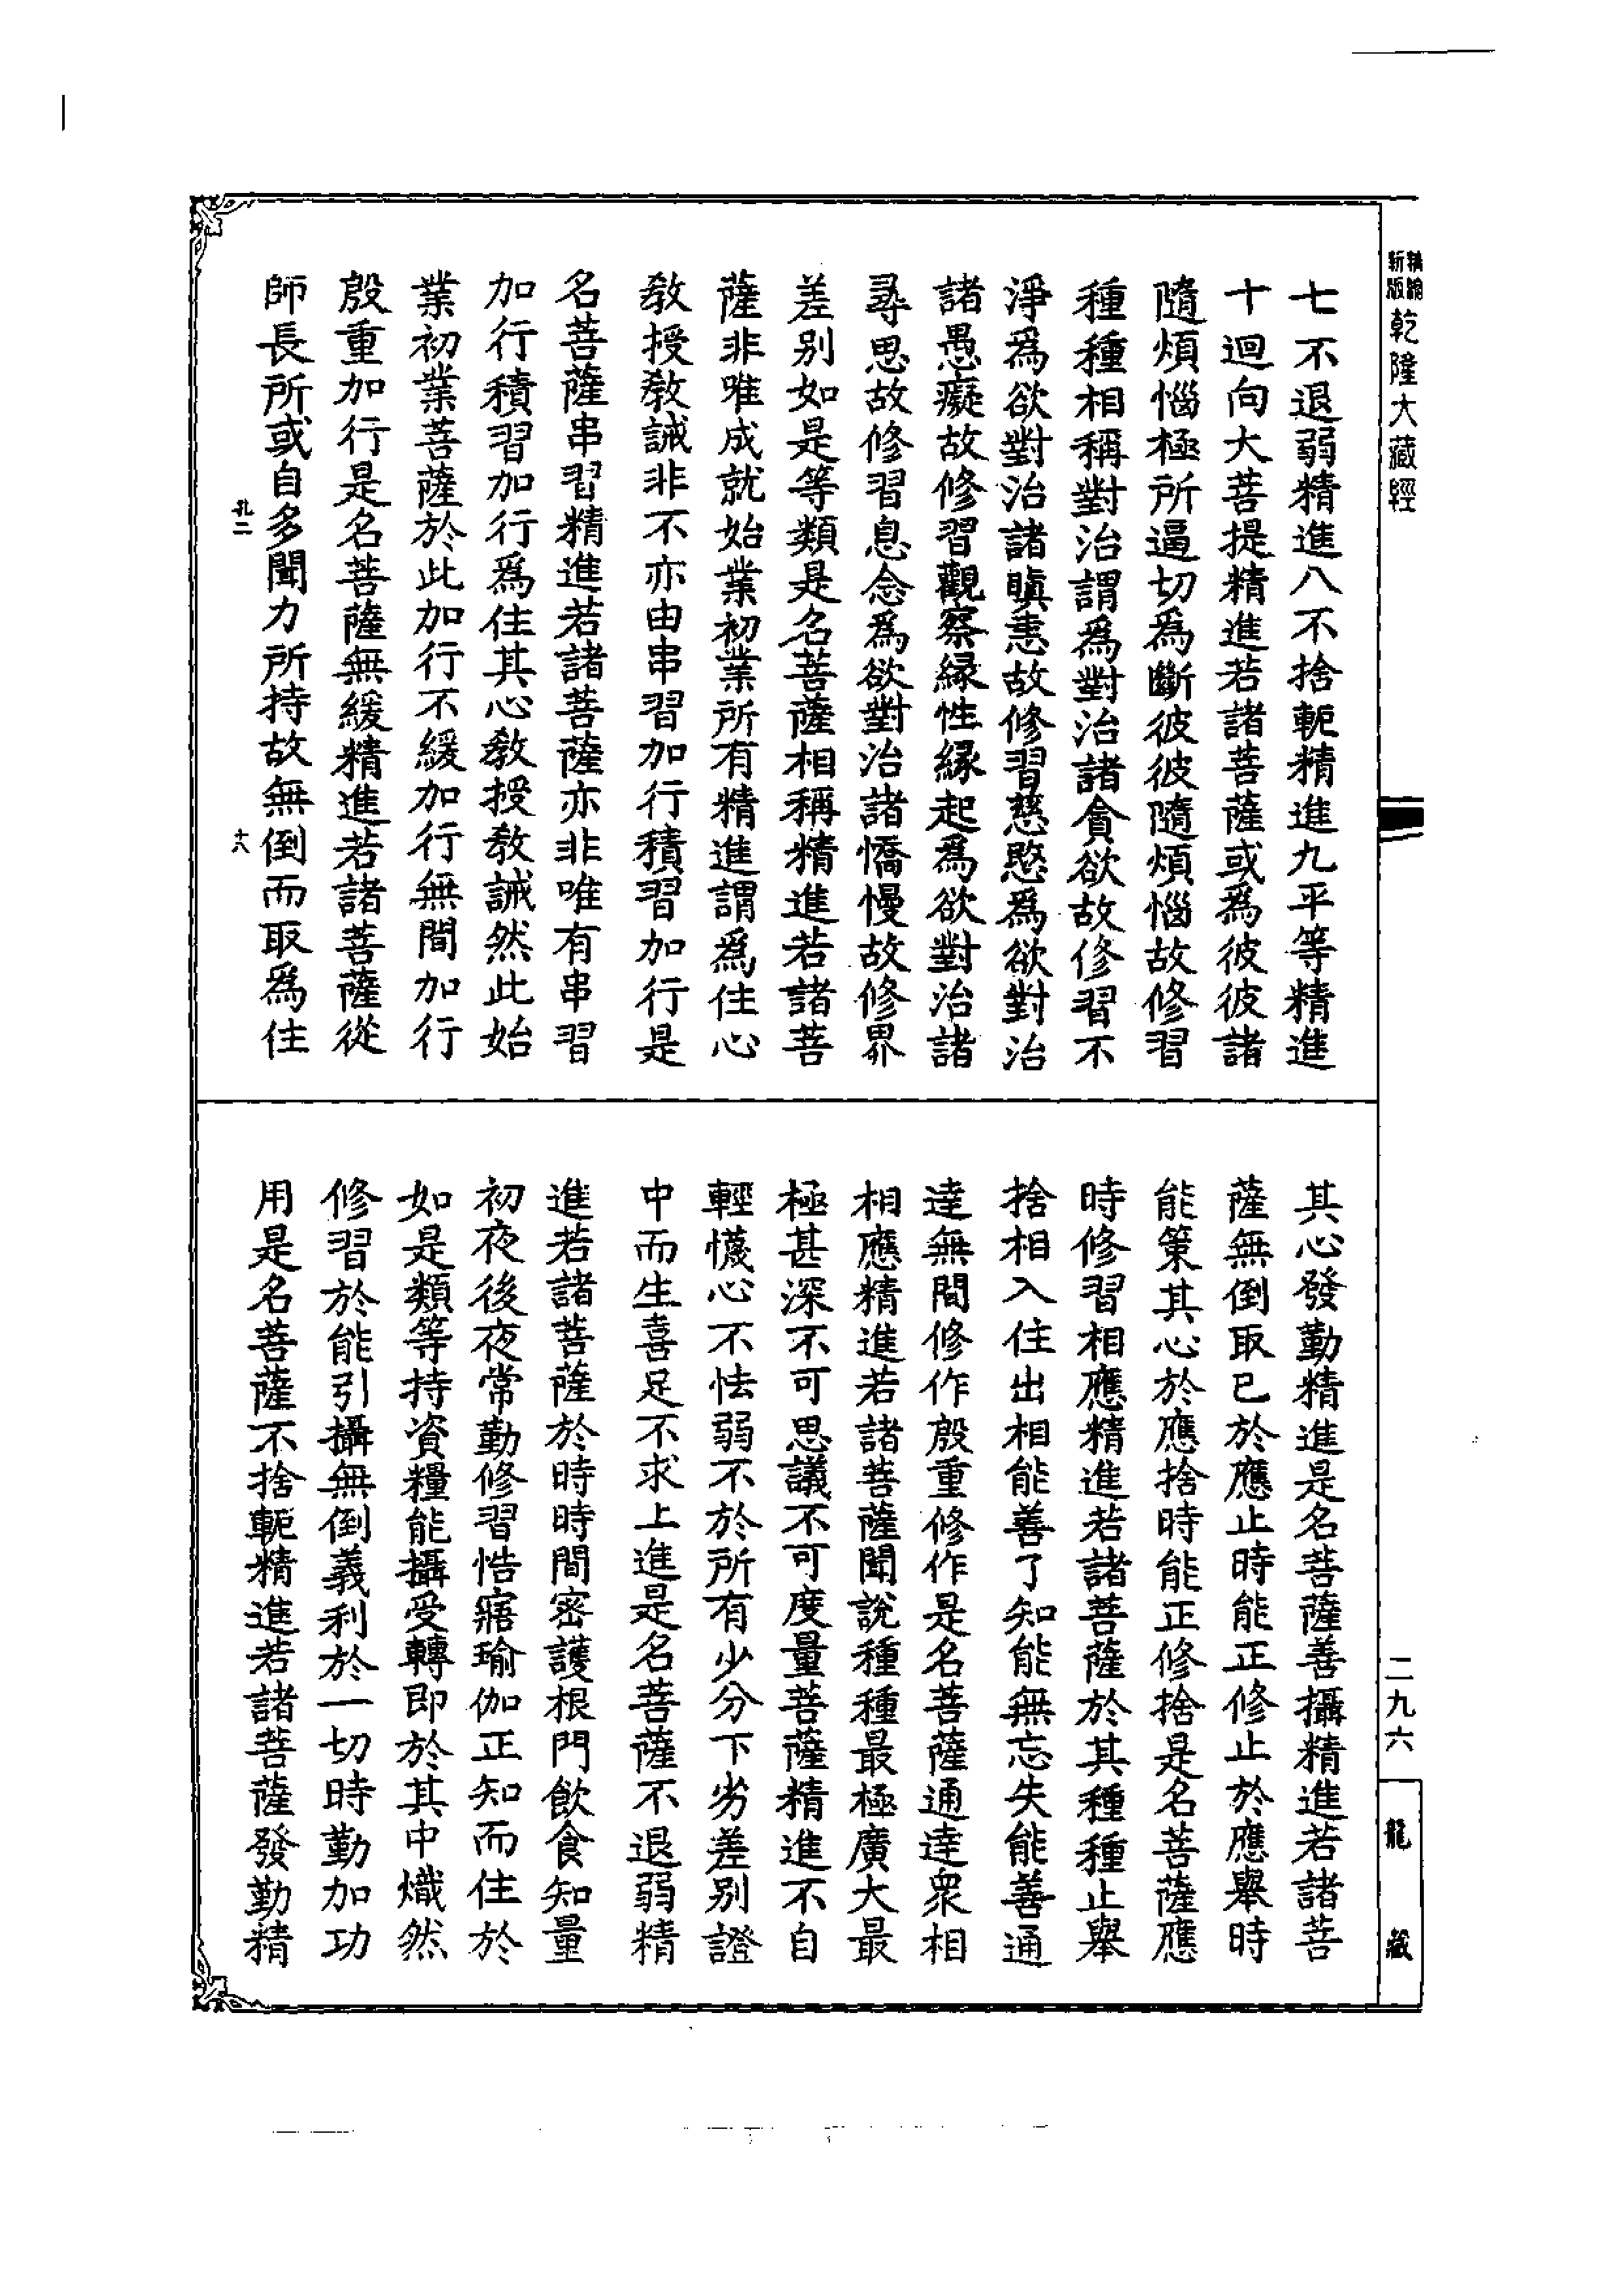 精縮
新版
乾隆大藏經
七不退弱精進八不捨軛精進九平等精進
十迴向大菩提精進若諸菩薩或為彼彼諸
隨煩惱極所逼切為斷彼彼隨煩惱故修習
種種相稱對治謂為對治諸貪欲故修習不
淨為欲對治諸瞋恚故修習慈愍為欲對治
諸愚癡故修習觀察緣性緣起為欲對治諸
尋思故修習息念為欲對治諸憍慢故修界
差別如是等類是名菩薩相稱精進若諸菩
薩非唯成就始業初業所有精進謂為住心
教授教誡非不亦由串習加行積習加行是
名菩薩串習精進若諸菩薩亦非唯有串習
加行積習加行為住其心教授教誡然此始
業初業菩薩於此加行不緩加行無間加行
殷重加行是名菩薩無緩精進若諸菩薩從
師長所或自多聞力所持故無倒而取為住
孔二
十六
其心發勤精進是名菩薩善攝精進若諸菩
薩無倒取已於應止時能正修止於應舉時
能策其心於應捨時能正修捨是名菩薩應
時修習相應精進若諸菩薩於其種種止舉
捨相入住出相能善了知能無忘失能善通
達無間修作殷重修作是名菩薩通達眾相
相應精進若諸菩薩聞說種種最極廣大最
極甚深不可思議不可度量菩薩精進不自
輕懱心不怯弱不於所有少分下劣差別證
中而生喜足不求上進是名菩薩不退弱精
進若諸菩薩於時時間密護根門飲食知量
初夜後夜常勤修習悎寤瑜伽正知而住於
如是類等持資糧能攝受轉即於其中熾然
修習於能引攝無倒義利於一切時勤加功
用是名菩薩不捨軛精進若諸菩薩發勤精
二九六
龍藏